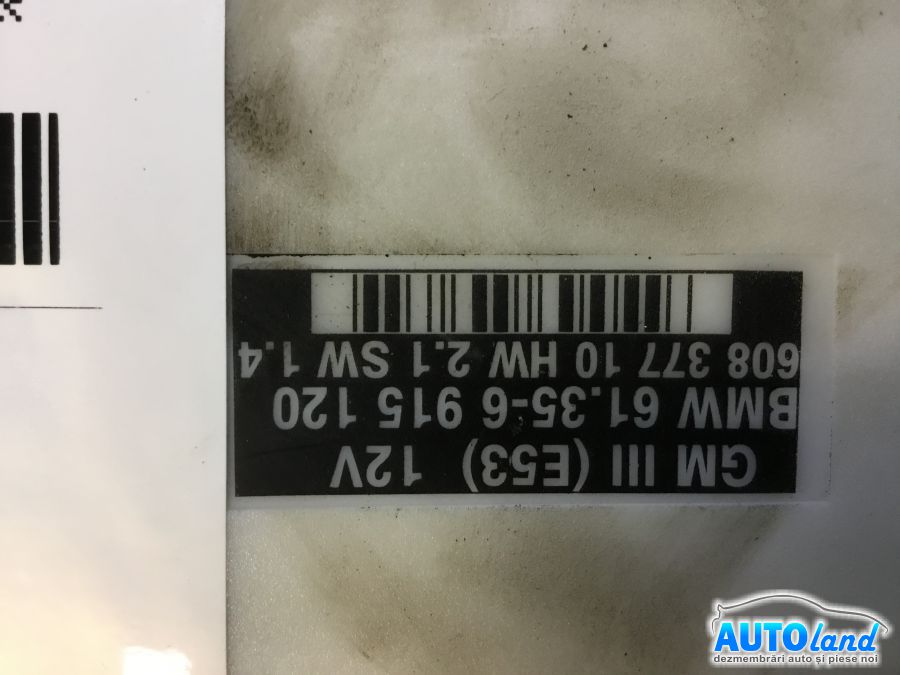 GM III (E53) 12V
BMW 61.35-6 915 120
608 377 10 HW 2.1 SW 1.4
AUTOland
dezmembrări auto și piese noi